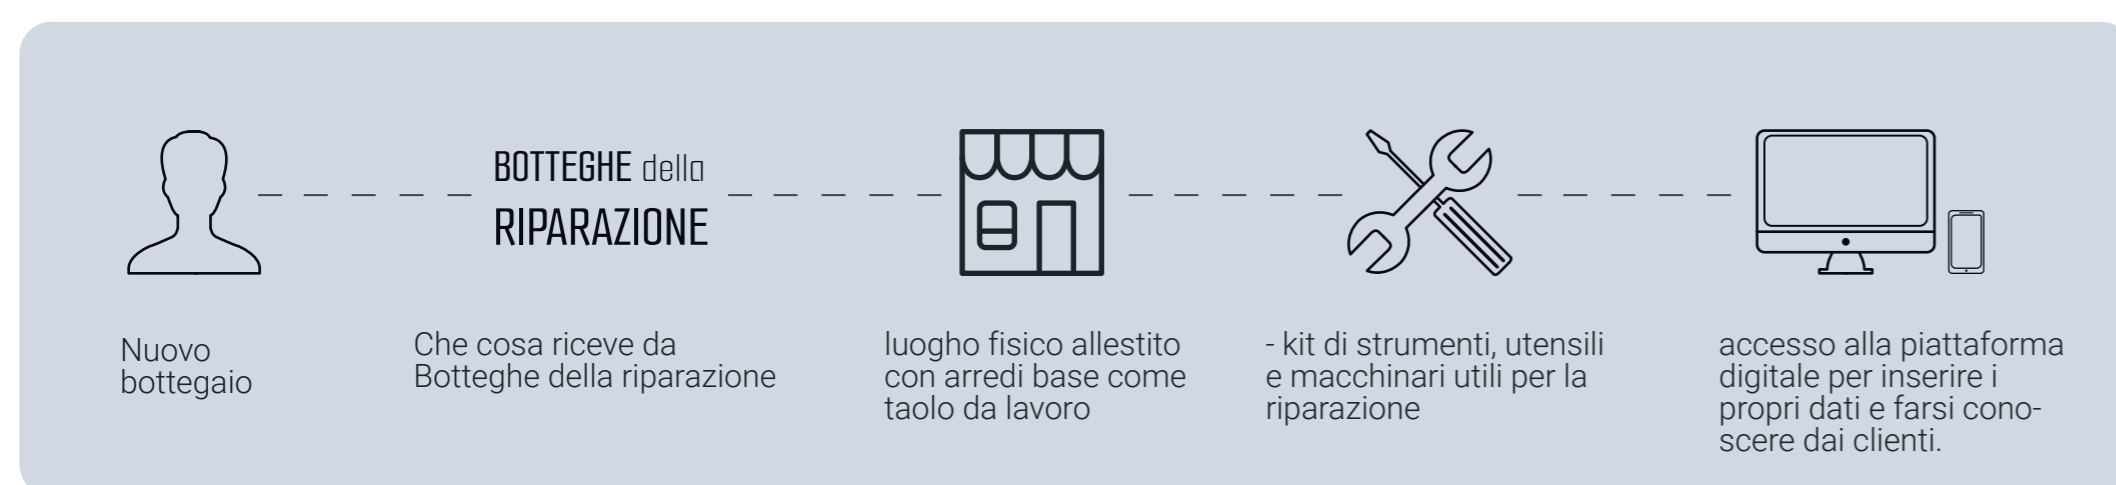 BOTTEGHE della
RIPARAZIONE
Nuovo
bottegaio
Che cosa riceve da
Botteghe della riparazione
luogho fisico allestito
con arredi base come
taolo da lavoro
- kit di strumenti, utensili
e macchinari utili per la
riparazione
accesso alla piattaforma
digitale per inserire i
propri dati e farsi cono-
scere dai clienti.